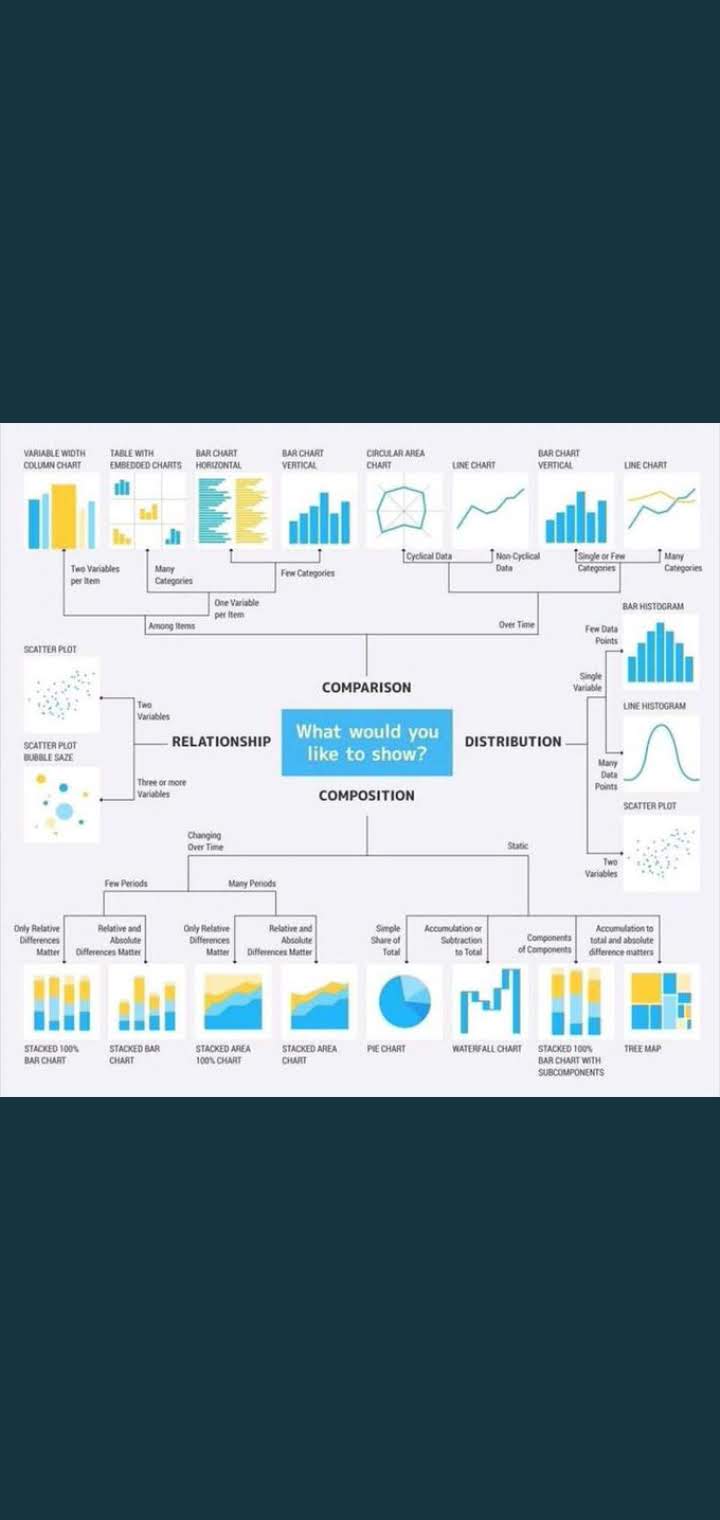 VARIABLE WIDTH
COLUMN CHART
TABLE WITH
EMBEDDED CHARTS
BAR CHART
HORIZONTAL
BAR CHART
VERTICAL
CIRCULAR AREA
CHART
LINE CHART
BAR CHART
VERTICAL
LINE CHART
Two Variables
per Item
Many
Categories
Few Categories
Cyclical Data
Non-Cyclical
Data
Single or Few
Categories
Many
Categories
One Variable
per Item
Among Items
Over Time
COMPARISON
SCATTER PLOT
Two
Variables
SCATTER PLOT
BUBBLE SAZE
Three or more
Variables
RELATIONSHIP
What would you
like to show?
DISTRIBUTION
BAR HISTOGRAM
Few Data
Points
Single
Variable
LINE HISTOGRAM
Many
Data
Points
SCATTER PLOT
Two
Variables
COMPOSITION
Changing
Over Time
Static
Few Periods
Many Periods
Only Relative
Differences
Matter
Relative and
Absolute
Differences Matter
Only Relative
Differences
Matter
Relative and
Absolute
Differences Matter
Simple
Share of
Total
Accumulation or
Subtraction
to Total
Components
of Components
Accumulation to
total and absolute
difference matters
STACKED 100%
BAR CHART
STACKED BAR
CHART
STACKED AREA
100% CHART
STACKED AREA
CHART
PIE CHART
WATERFALL CHART
STACKED 100%
BAR CHART WITH
SUBCOMPONENTS
TREE MAP